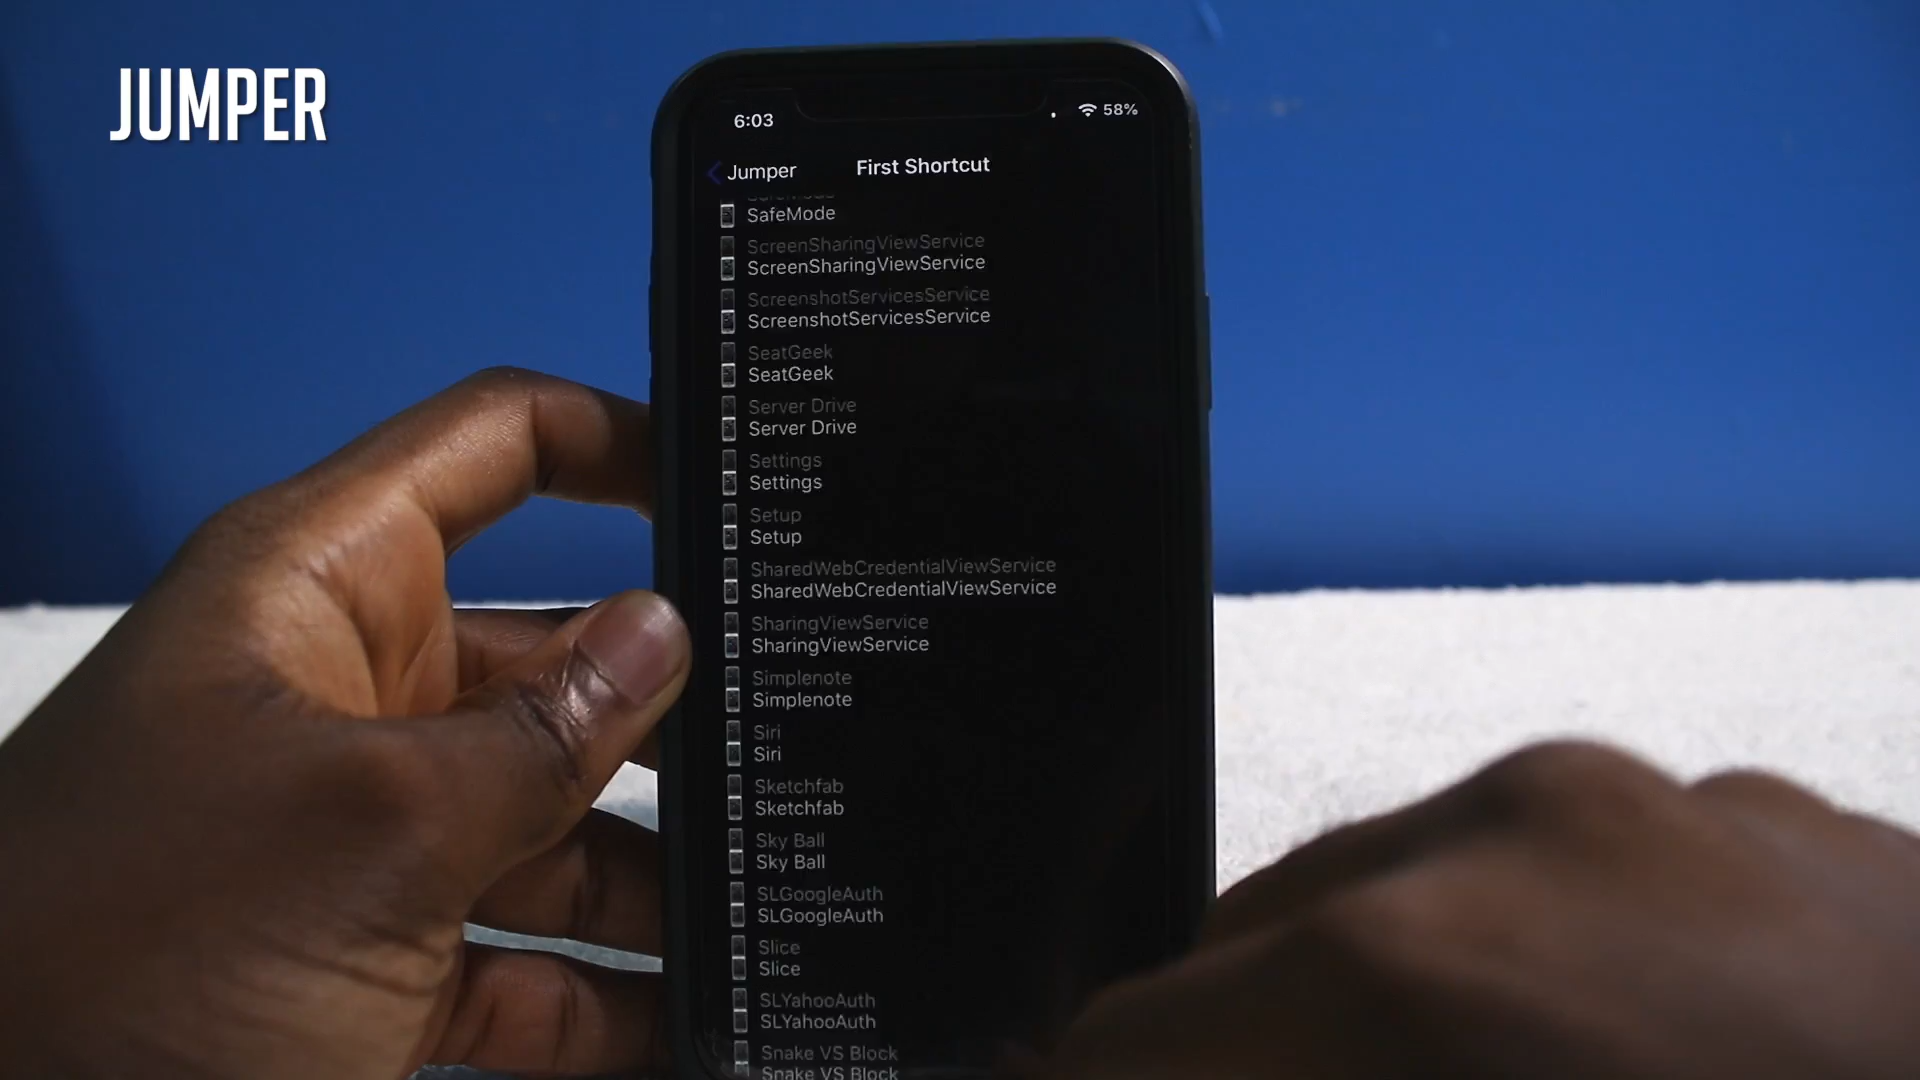 JUMPER
6:03
58%
Jumper
First Shortcut
SafeMode
SafeMode
ScreenSharingViewService
ScreenSharingViewService
ScreenshotServicesService
ScreenshotServicesService
SeatGeek
SeatGeek
Server Drive
Server Drive
Settings
Settings
Setup
Setup
SharedWebCredentialViewService
SharedWebCredentialViewService
SharingViewService
SharingViewService
Simplenote
Simplenote
Siri
Siri
Sketchfab
Sketchfab
Sky Ball
Sky Ball
SLGoogleAuth
SLGoogleAuth
Slice
Slice
SLYahooAuth
SLYahooAuth
Snake VS Block
Snake VS Block